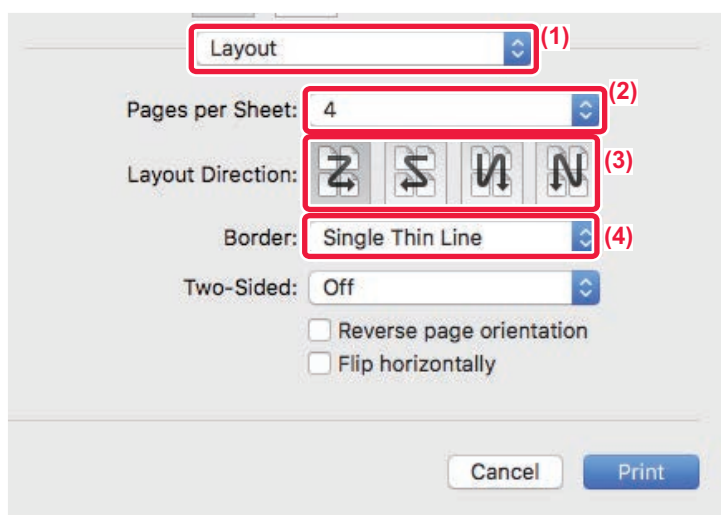 Layout (1)
Pages per Sheet: 4 (2)
Layout Direction: (3)
Border: Single Thin Line (4)
Two-Sided: Off
Reverse page orientation
Flip horizontally
Cancel Print